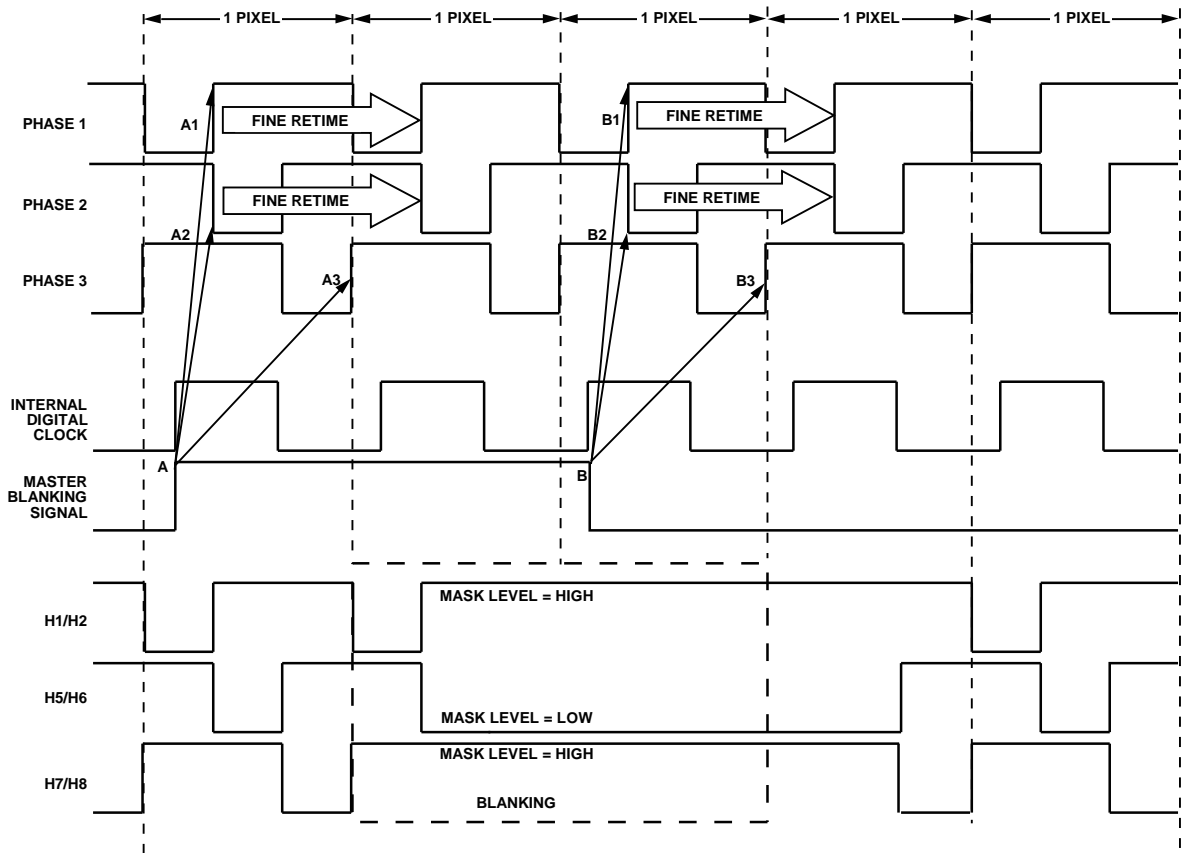 1 PIXEL 1 PIXEL 1 PIXEL 1 PIXEL 1 PIXEL
PHASE 1
A1
FINE RETIME
B1
FINE RETIME
PHASE 2
FINE RETIME
FINE RETIME
A2
B2
PHASE 3
A3
B3
INTERNAL
DIGITAL
CLOCK
A
B
MASTER
BLANKING
SIGNAL
H1/H2
MASK LEVEL = HIGH
H5/H6
MASK LEVEL = LOW
MASK LEVEL = HIGH
H7/H8
BLANKING